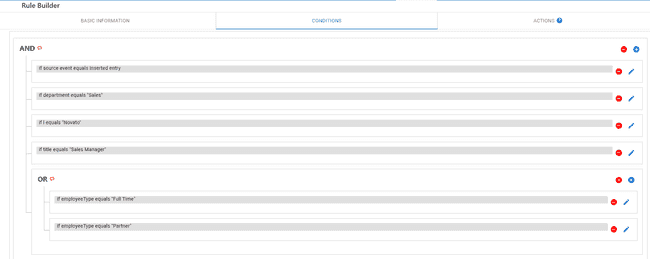 Rule Builder
BASIC INFORMATION
CONDITIONS
ACTIONS
AND
if source-event equals inserted entry
if department equals "Sales"
if l equals "Novato"
if title equals "Sales Manager"
OR
if employeeType equals "Full Time"
if employeeType equals "Partner"